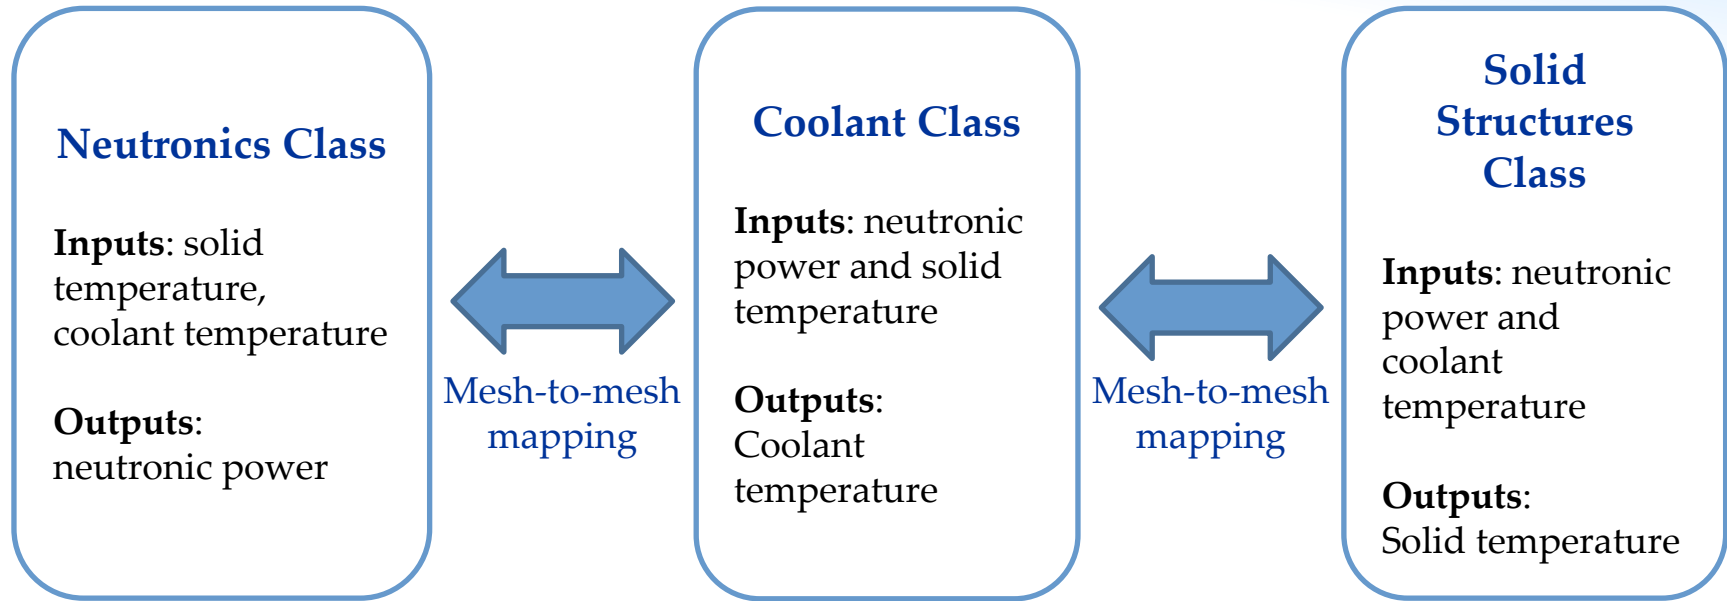 Neutronics Class
Inputs: solid
temperature,
coolant temperature
Outputs:
neutronic power
Mesh-to-mesh
mapping
Coolant Class
Inputs: neutronic
power and solid
temperature
Outputs:
Coolant
temperature
Mesh-to-mesh
mapping
Solid
Structures
Class
Inputs: neutronic
power and
coolant
temperature
Outputs:
Solid temperature